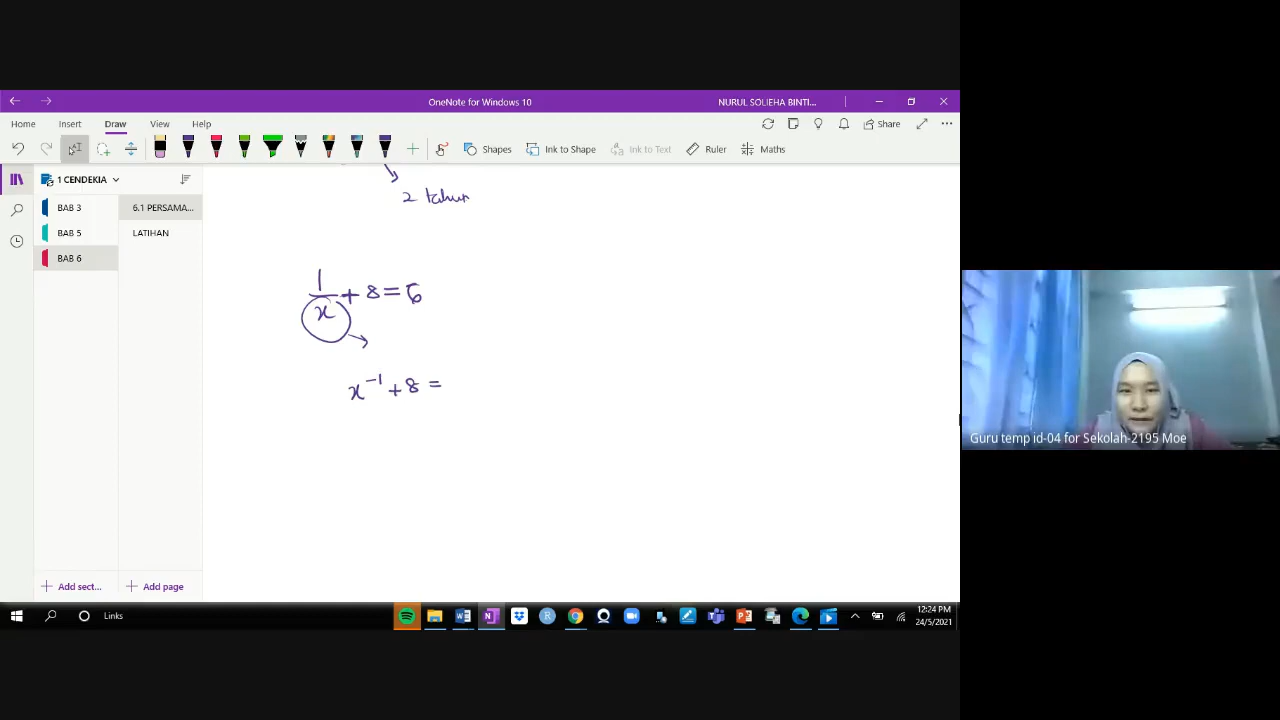 OneNote for Windows 10
NURUL SOLIEHA BINTI...
Home Insert Draw View Help
Share
Shapes Ink to Shape Ink to Text Ruler Maths
1 CENDEKIA
BAB 3
BAB 5
BAB 6
6.1 PERSAMA...
LATIHAN
2 tahun
1/x + 8 = 6
x⁻¹ + 8 =
Guru temp id-04 for Sekolah-2195 Moe
Add sect...
Add page
Links
12:24 PM
24/5/2021